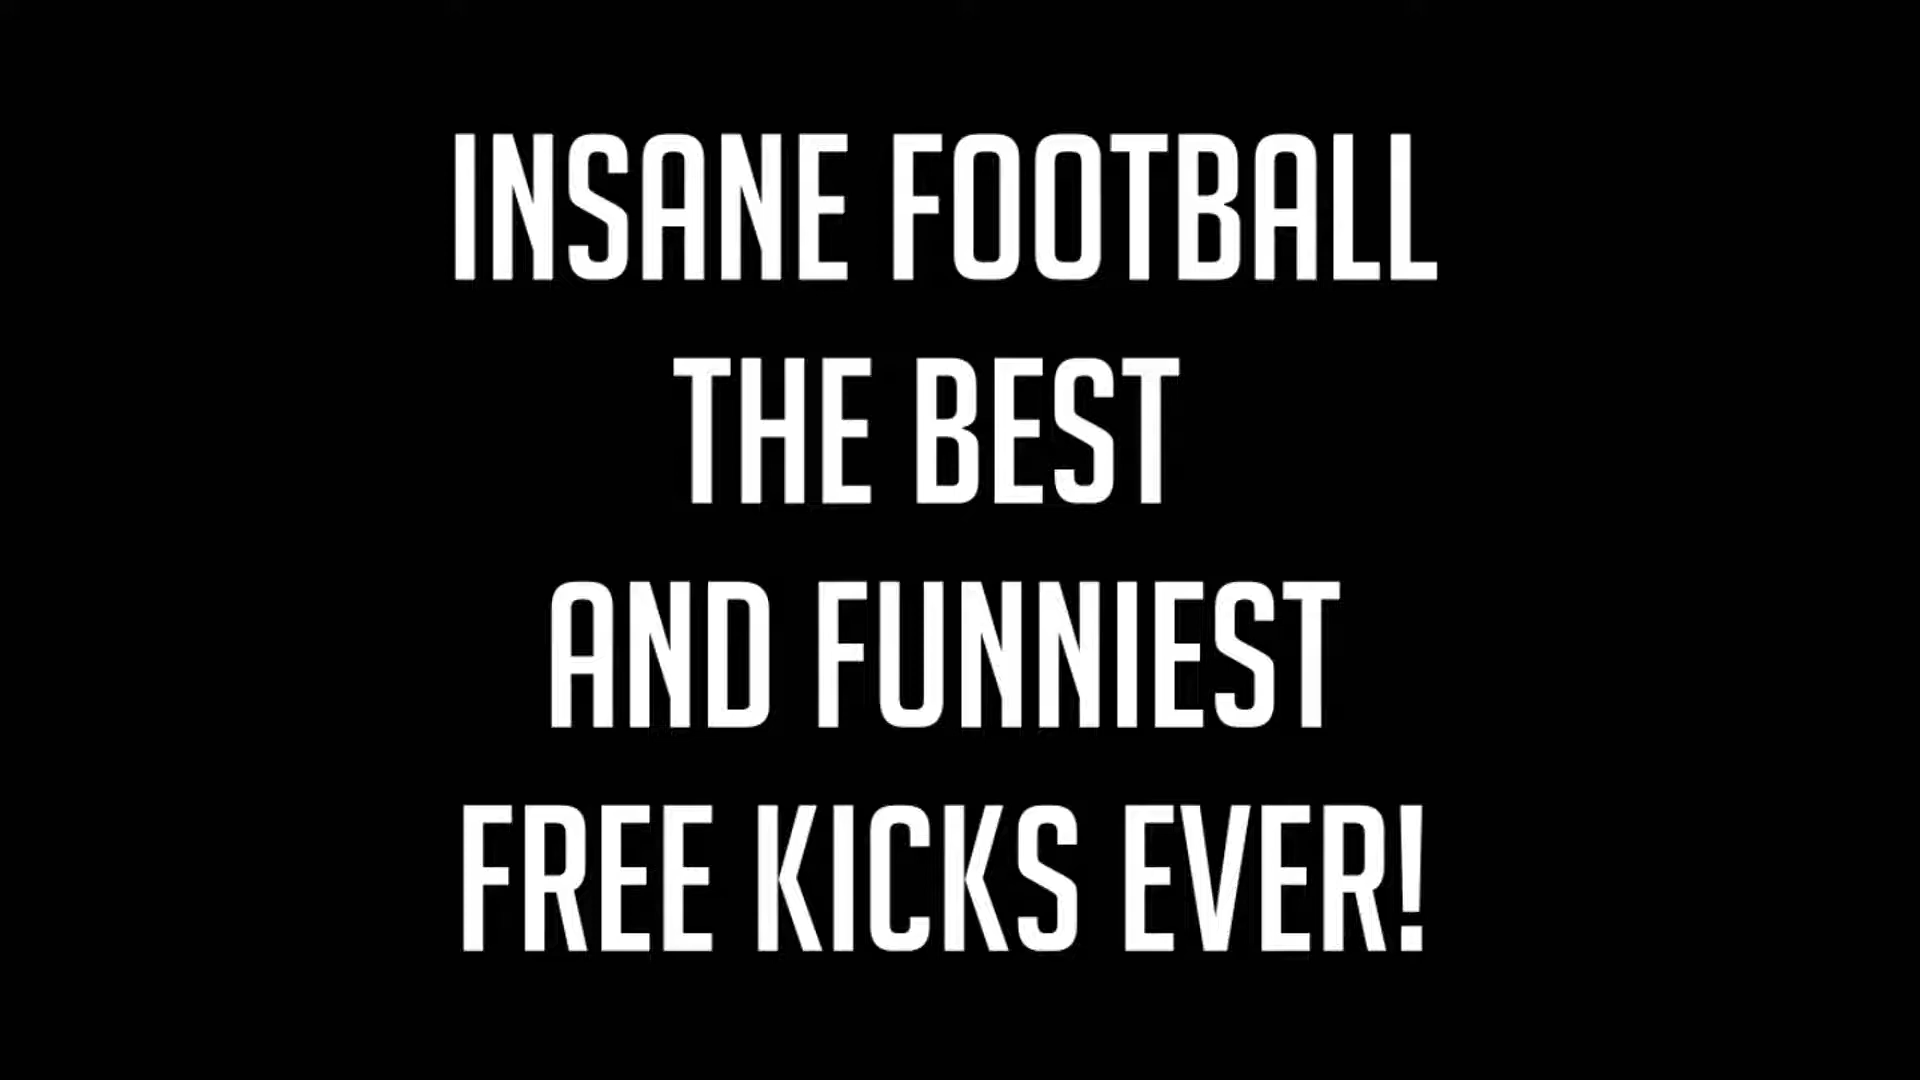 INSANE FOOTBALL
THE BEST
AND FUNNIEST
FREE KICKS EVER!